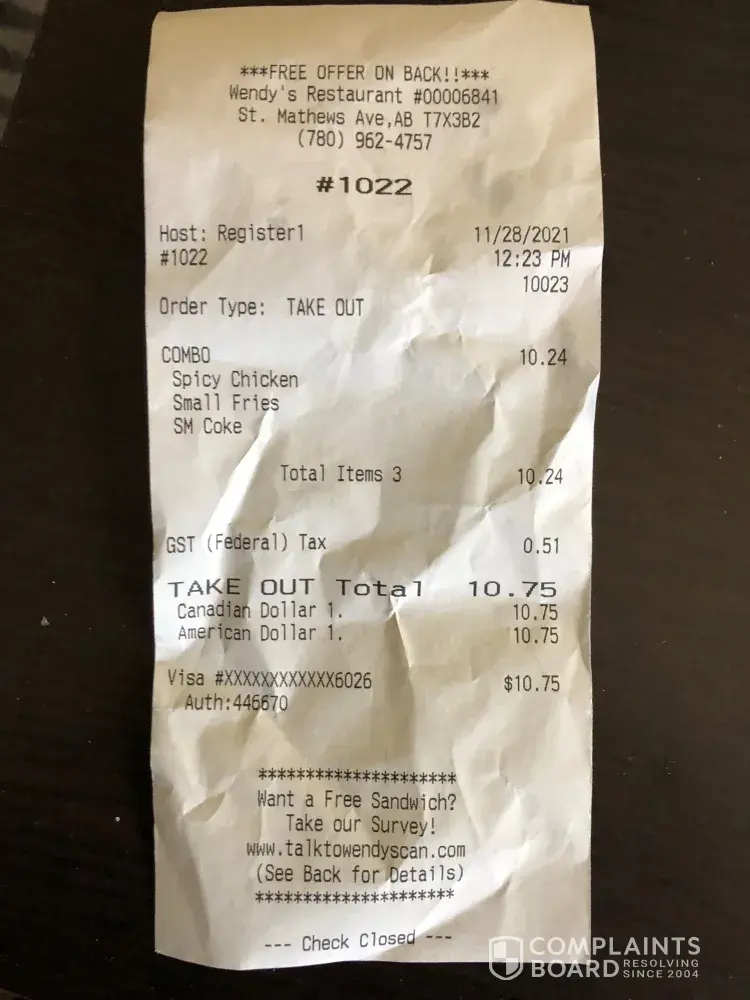 ***FREE OFFER ON BACK!!***
Wendy's Restaurant #00006841
St. Mathews Ave,AB T7X3B2
(780) 962-4757
#1022
Host: Register1 11/28/2021
#1022 12:23 PM
10023
Order Type: TAKE OUT
COMBO 10.24
Spicy Chicken
Small Fries
SM Coke
Total Items 3 10.24
GST (Federal) Tax 0.51
TAKE OUT Total 10.75
Canadian Dollar 1. 10.75
American Dollar 1. 10.75
Visa #XXXXXXXXXXXX6026 $10.75
Auth:446670
*********************
Want a Free Sandwich?
Take our Survey!
www.talktowendyscan.com
(See Back for Details)
*********************
--- Check Closed ---
COMPLAINTS
BOARD RESOLVING
SINCE 2004